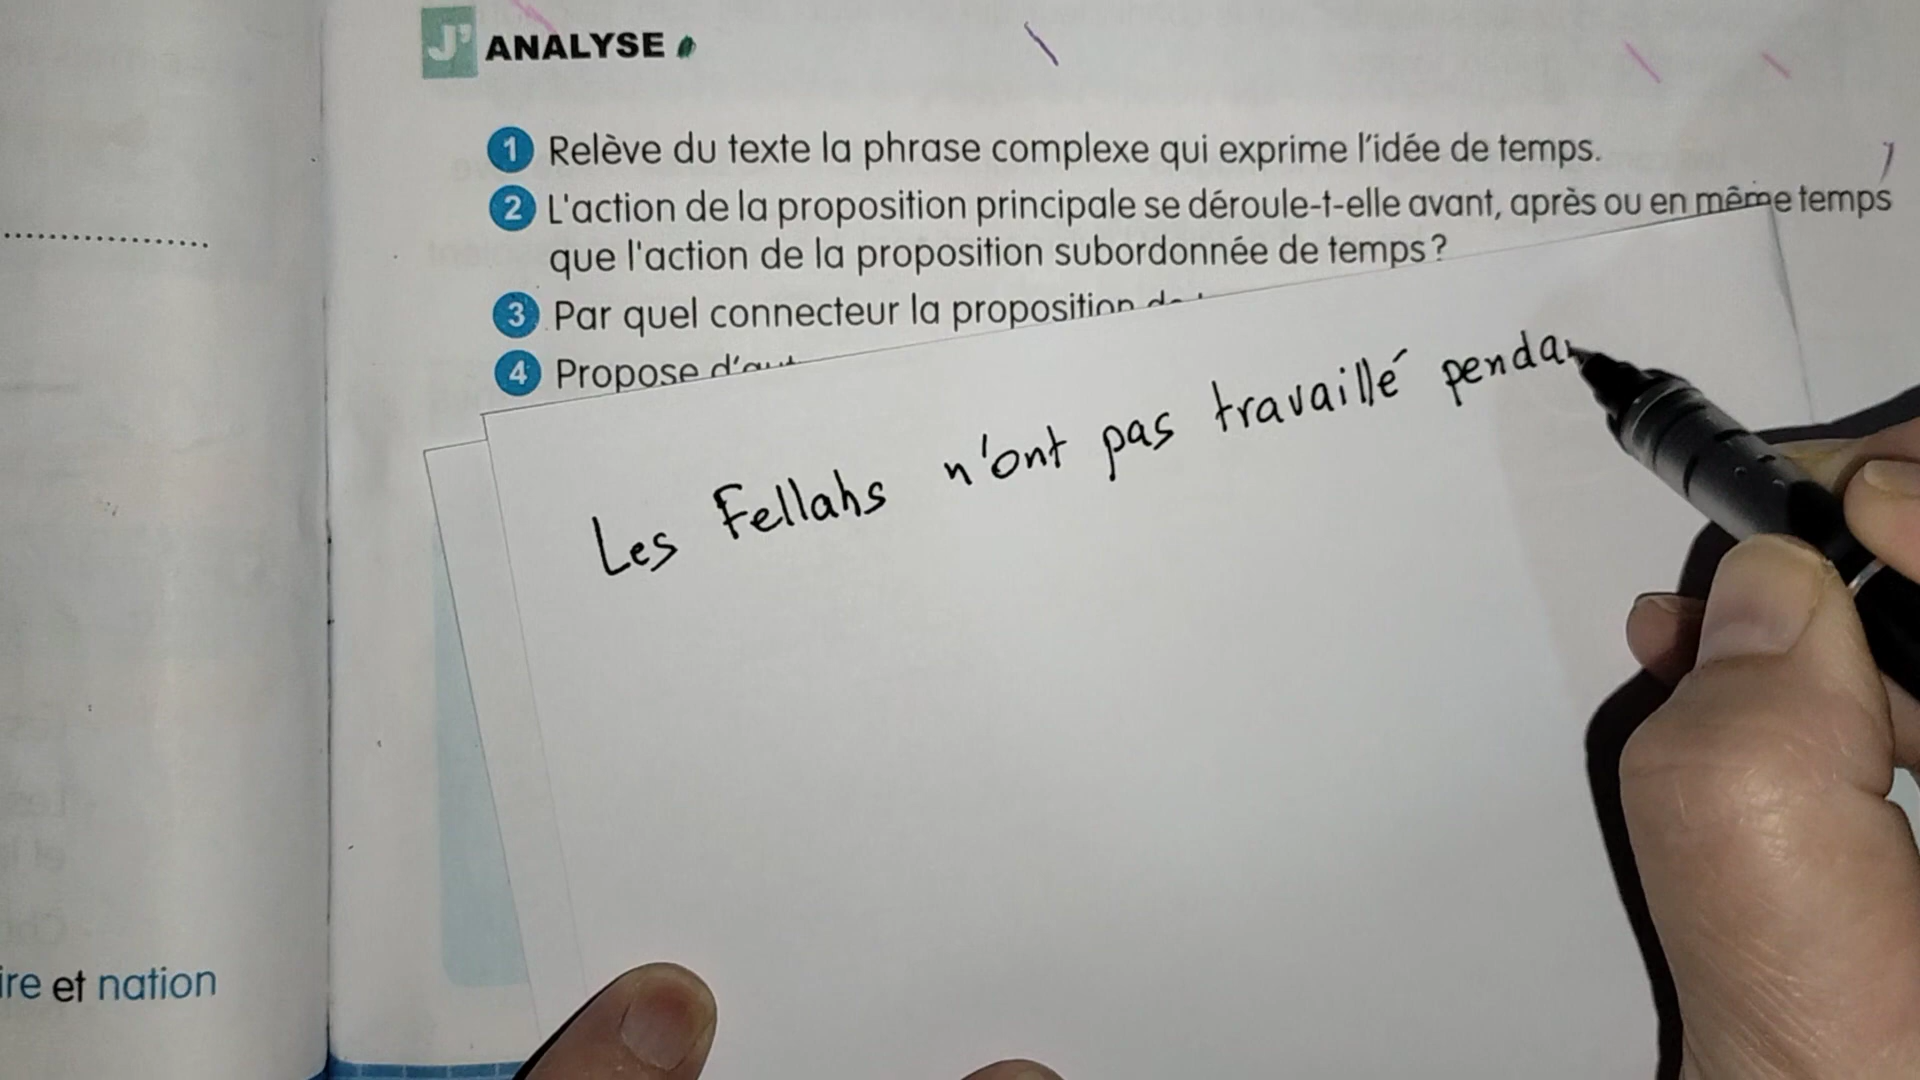 J' ANALYSE
1 Relève du texte la phrase complexe qui exprime l'idée de temps.
2 L'action de la proposition principale se déroule-t-elle avant, après ou en même temps
que l'action de la proposition subordonnée de temps ?
3 Par quel connecteur la proposition
4 Propose
Les Fellahs n'ont pas travaillé penda
ire et nation